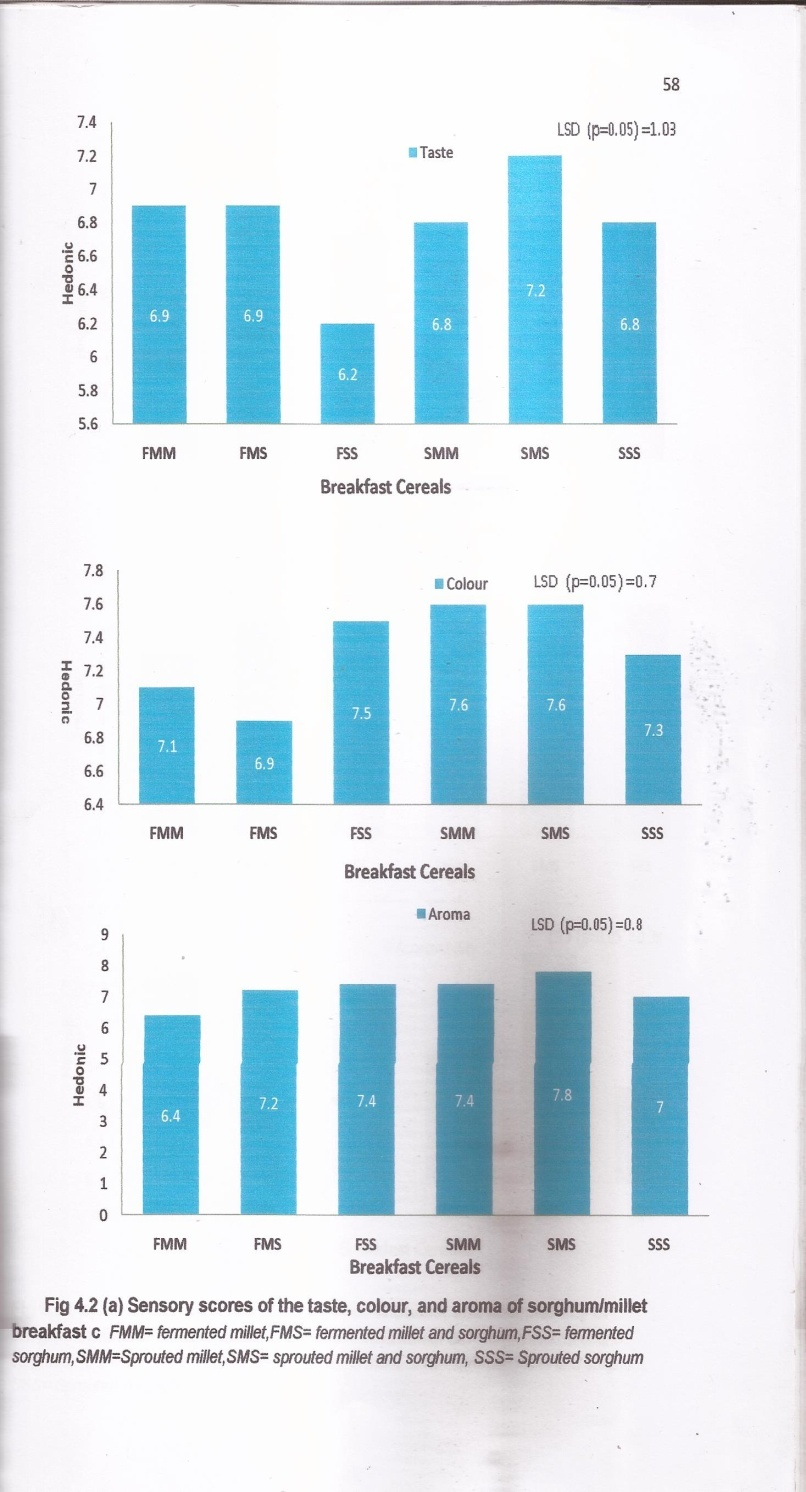 58
LSD (p=0.05)=1.03
Taste
7.4
7.2
7
6.8
6.6
6.4
6.2
6
5.8
5.6
Hedonic
6.9
6.9
6.2
6.8
7.2
6.8
FMM FMS FSS SMM SMS SSS
Breakfast Cereals
Colour LSD (p=0.05)=0.7
7.8
7.6
7.4
7.2
7
6.8
6.6
6.4
Hedonic
7.1
6.9
7.5
7.6
7.6
7.3
FMM FMS FSS SMM SMS SSS
Breakfast Cereals
Aroma
LSD (p=0.05)=0.8
9
8
7
6
5
4
3
2
1
0
Hedonic
6.4
7.2
7.4
7.4
7.8
7
FMM FMS FSS SMM SMS SSS
Breakfast Cereals
Fig 4.2 (a) Sensory scores of the taste, colour, and aroma of sorghum/millet
breakfast c FMM= fermented millet,FMS= fermented millet and sorghum,FSS= fermented
sorghum,SMM=Sprouted millet,SMS= sprouted millet and sorghum, SSS= Sprouted sorghum